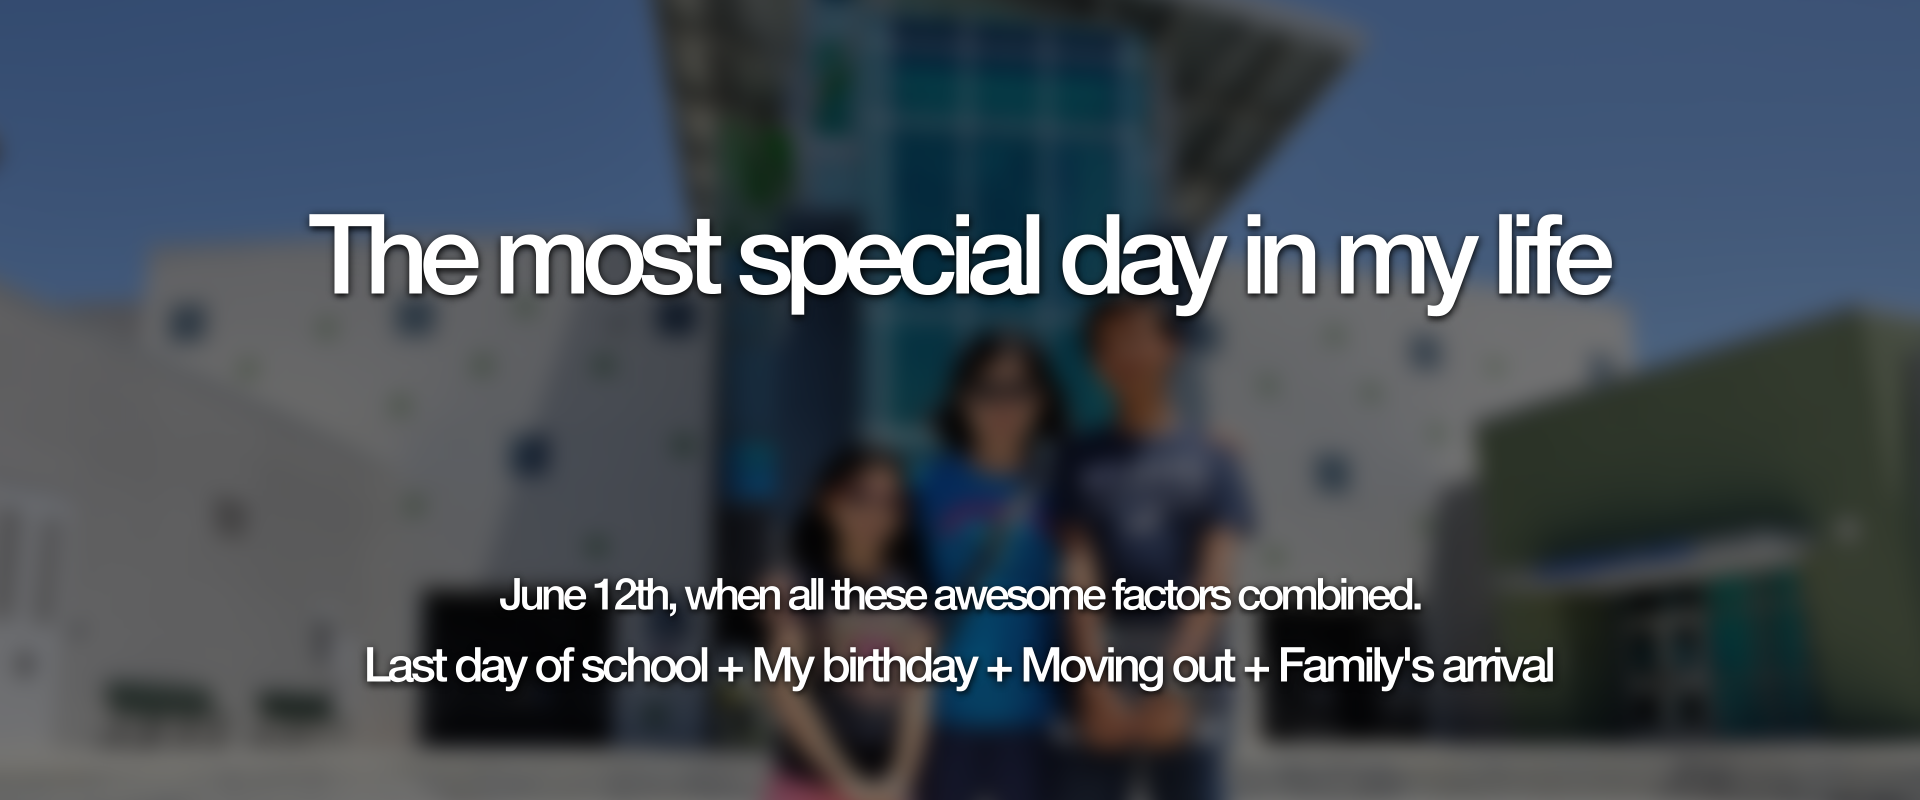 The most special day in my life
June 12th, when all these awesome factors combined.
Last day of school + My birthday + Moving out + Family's arrival